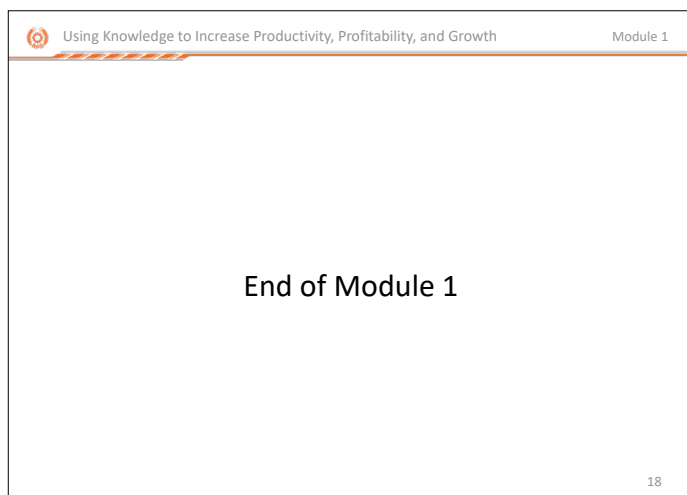 Using Knowledge to Increase Productivity, Profitability, and Growth Module 1
End of Module 1
18